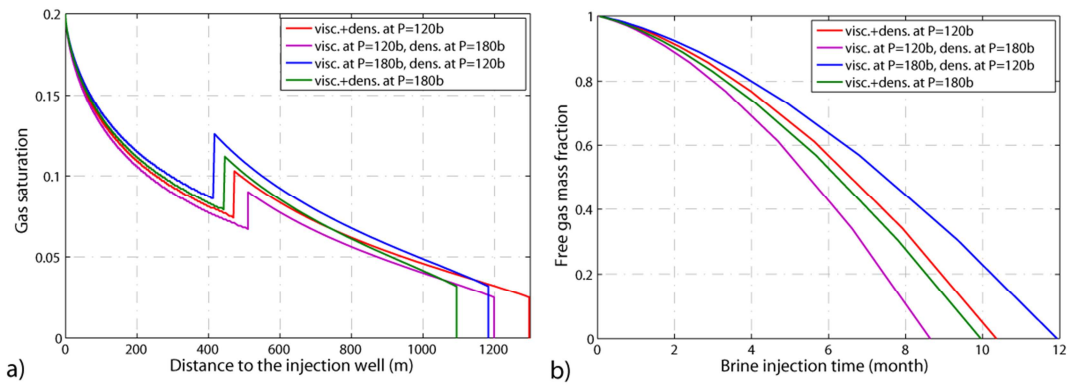 0.2
0.15
0.1
0.05
0
Gas saturation
visc.+dens. at P=120b
visc. at P=120b, dens. at P=180b
visc. at P=180b, dens. at P=120b
visc.+dens. at P=180b
0 200 400 600 800 1000 1200
Distance to the injection well (m)
a)
1
0.8
0.6
0.4
0.2
0
Free gas mass fraction
visc.+dens. at P=120b
visc. at P=120b, dens. at P=180b
visc. at P=180b, dens. at P=120b
visc.+dens. at P=180b
0 2 4 6 8 10 12
Brine injection time (month)
b)